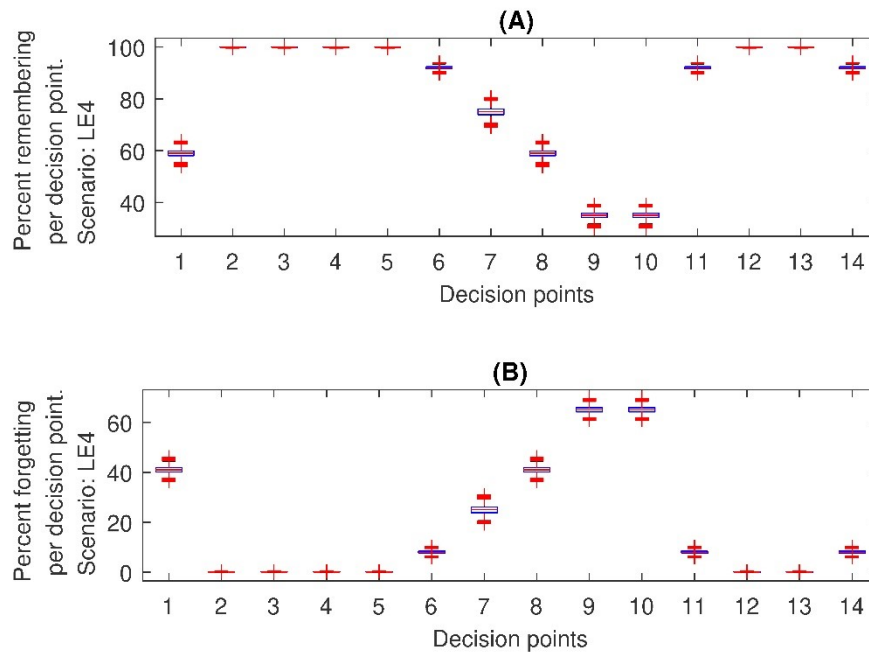 (A)
Percent remembering
per decision point.
Scenario: LE4
100
80
60
40
1 2 3 4 5 6 7 8 9 10 11 12 13 14
Decision points
(B)
Percent forgetting
per decision point.
Scenario: LE4
60
40
20
0
1 2 3 4 5 6 7 8 9 10 11 12 13 14
Decision points